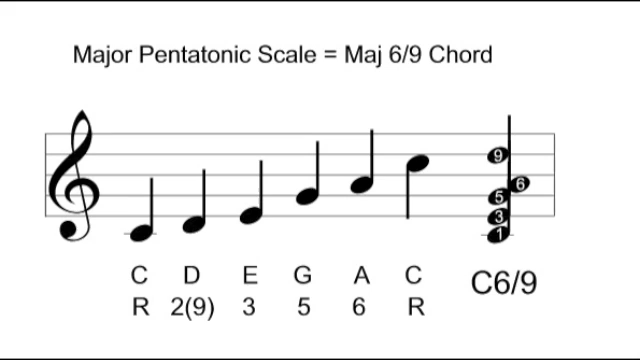 Major Pentatonic Scale = Maj 6/9 Chord
9
6
5
3
1
C D E G A C
R 2(9) 3 5 6 R
C6/9